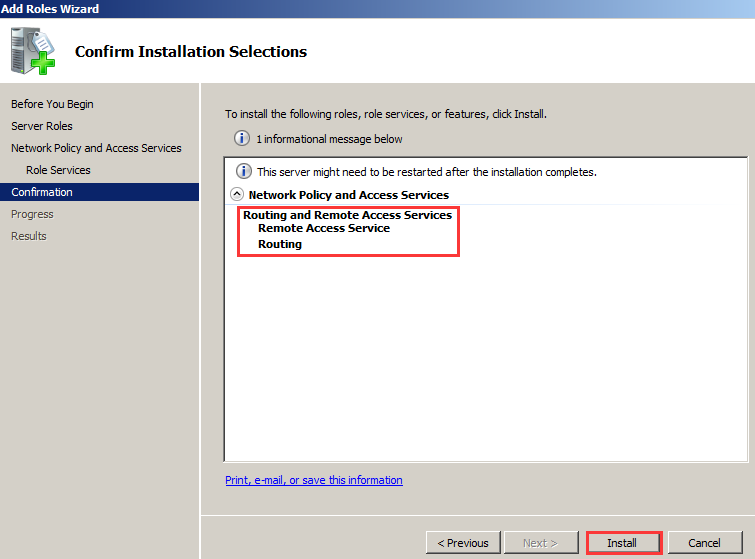 Add Roles Wizard
Confirm Installation Selections
Before You Begin
Server Roles
Network Policy and Access Services
Role Services
Confirmation
Progress
Results
To install the following roles, role services, or features, click Install.
1 informational message below
This server might need to be restarted after the installation completes.
Network Policy and Access Services
Routing and Remote Access Services
Remote Access Service
Routing
Print, e-mail, or save this information
< Previous
Next >
Install
Cancel